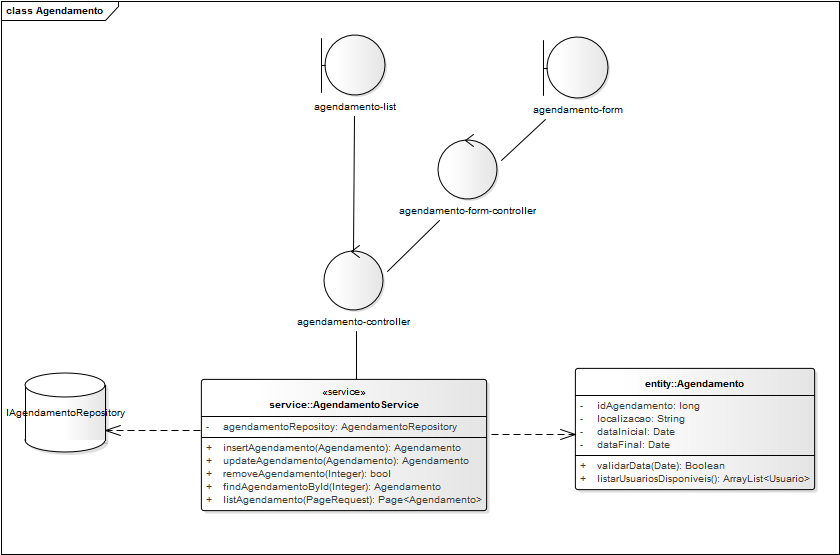 class Agendamento
agendamento-list
agendamento-form
agendamento-form-controller
agendamento-controller
IAgendamentoRepository
«service»
service::AgendamentoService
- agendamentoRepositoy: AgendamentoRepository
+ insertAgendamento(Agendamento): Agendamento
+ updateAgendamento(Agendamento): Agendamento
+ removeAgendamento(Integer): bool
+ findAgendamentoById(Integer): Agendamento
+ listAgendamento(PageRequest): Page<Agendamento>
entity::Agendamento
- idAgendamento: long
- localizacao: String
- dataInicial: Date
- dataFinal: Date
+ validarData(Date): Boolean
+ listarUsuariosDisponiveis(): ArrayList<Usuario>